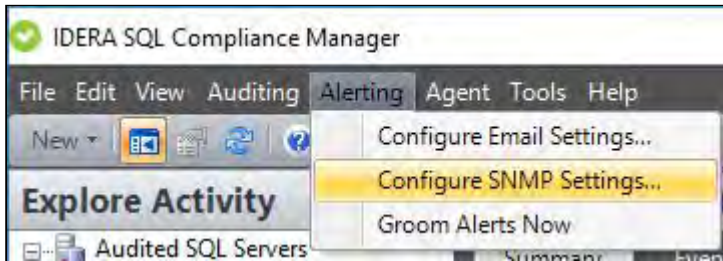 IDERA SQL Compliance Manager
File Edit View Auditing Alerting Agent Tools Help
New
Configure Email Settings...
Configure SNMP Settings...
Explore Activity
Groom Alerts Now
Audited SQL Servers
Summary